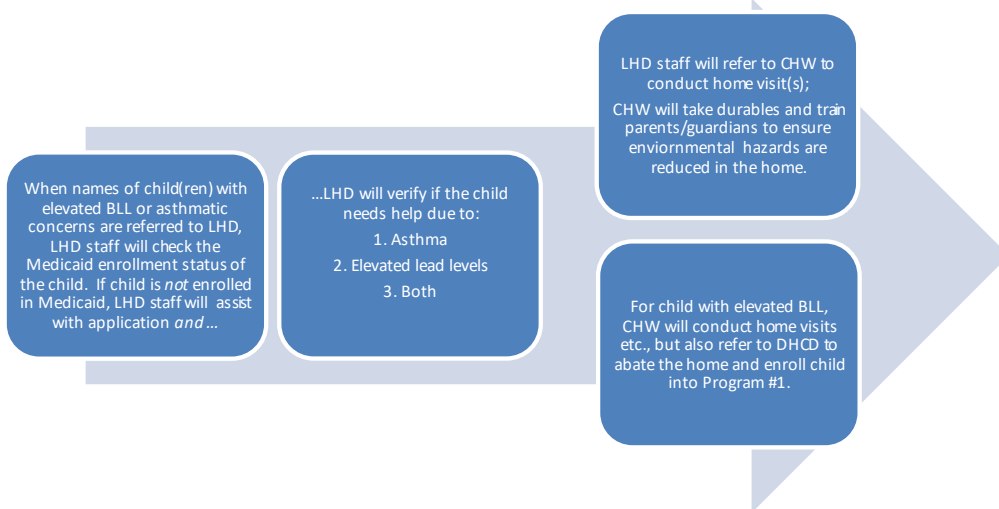 When names of child(ren) with
elevated BLL or asthmatic
concerns are referred to LHD,
LHD staff will check the
Medicaid enrollment status of
the child. If child is not enrolled
in Medicaid, LHD staff will assist
with application and ...
...LHD will verify if the child
needs help due to:
1. Asthma
2. Elevated lead levels
3. Both
LHD staff will refer to CHW to
conduct home visit(s);
CHW will take durables and train
parents/guardians to ensure
enviornmental hazards are
reduced in the home.
For child with elevated BLL,
CHW will conduct home visits
etc., but also refer to DHCD to
abate the home and enroll child
into Program #1.